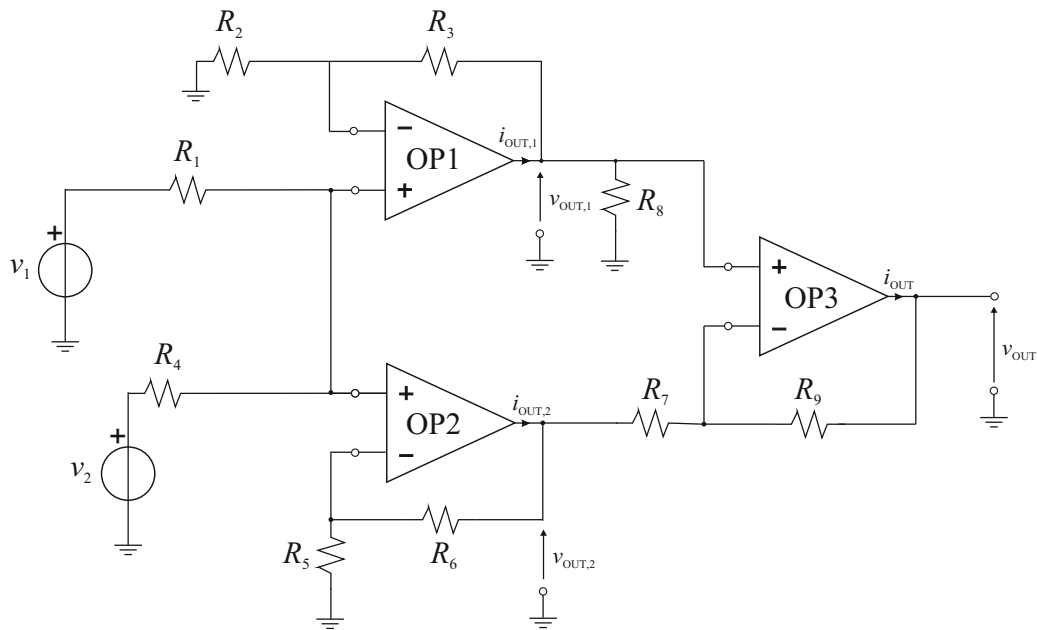 R2
R3
−
OP1
+
iOUT,1
R1
vOUT,1
R8
+
v1
+
OP3
−
iOUT
vOUT
R4
+
OP2
−
iOUT,2
R7
R9
+
v2
R5
R6
vOUT,2